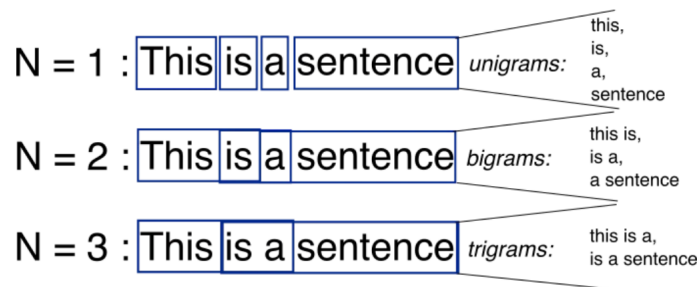 N = 1 : This is a sentence unigrams:
this,
is,
a,
sentence
N = 2 : This is a sentence bigrams:
this is,
is a,
a sentence
N = 3 : This is a sentence trigrams:
this is a,
is a sentence